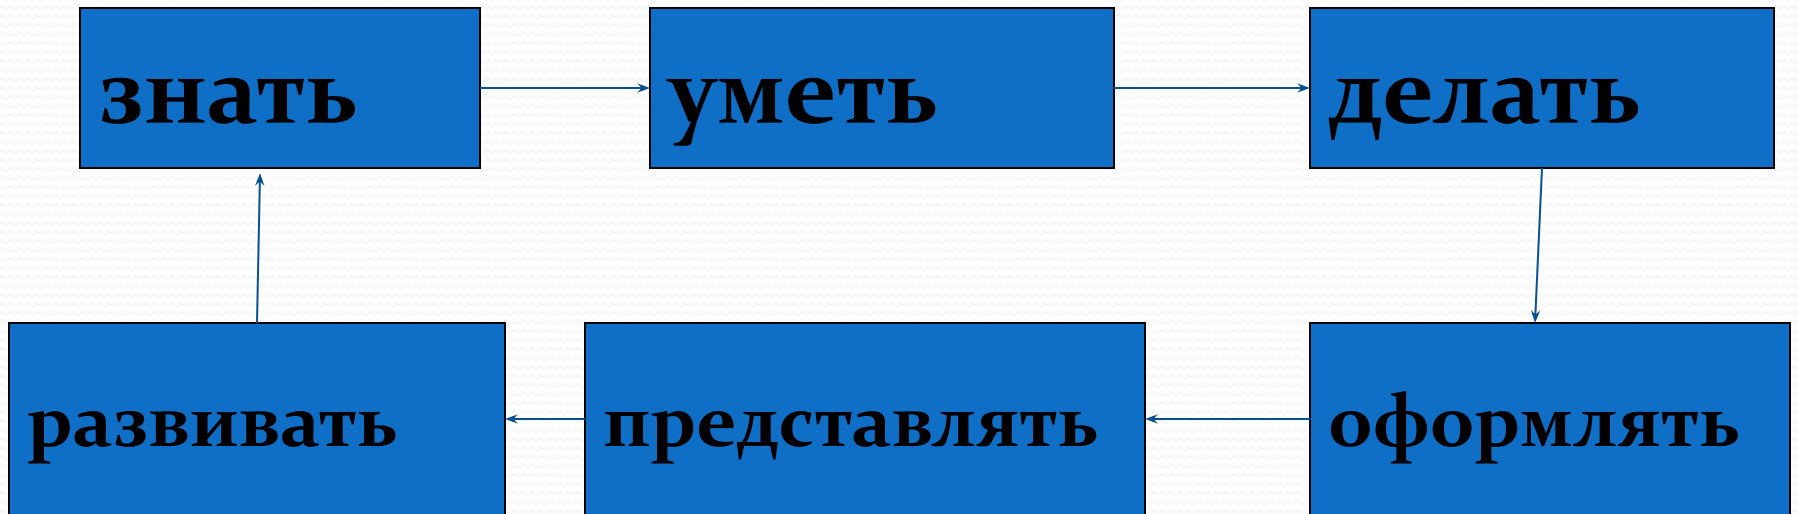 знать
уметь
делать
развивать
представлять
оформлять